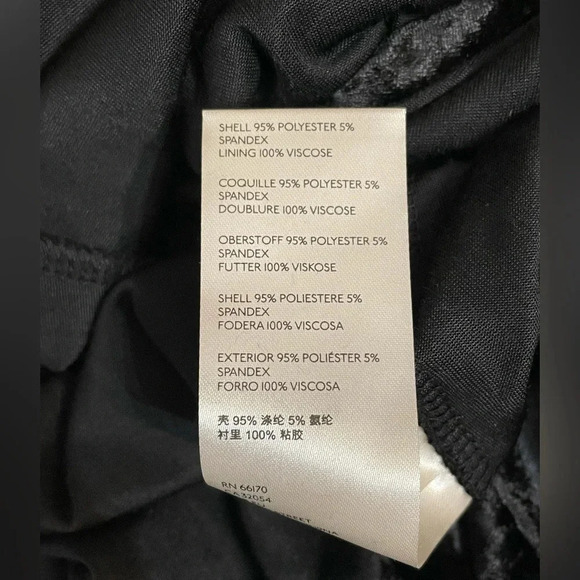 SHELL 95% POLYESTER 5%
SPANDEX
LINING 100% VISCOSE
COQUILLE 95% POLYESTER 5%
SPANDEX
DOUBLURE 100% VISCOSE
OBERSTOFF 95% POLYESTER 5%
SPANDEX
FUTTER 100% VISKOSE
SHELL 95% POLIESTERE 5%
SPANDEX
FODERA 100% VISCOSA
EXTERIOR 95% POLIÉSTER 5%
SPANDEX
FORRO 100% VISCOSA
壳 95% 涤纶 5% 氨纶
衬里 100% 粘胶
RN 66170
CA 32054